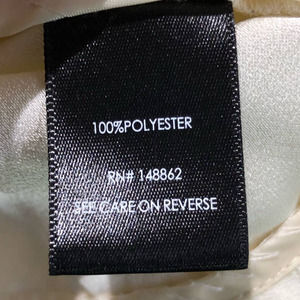 100%POLYESTER
RN# 148862
SEE CARE ON REVERSE